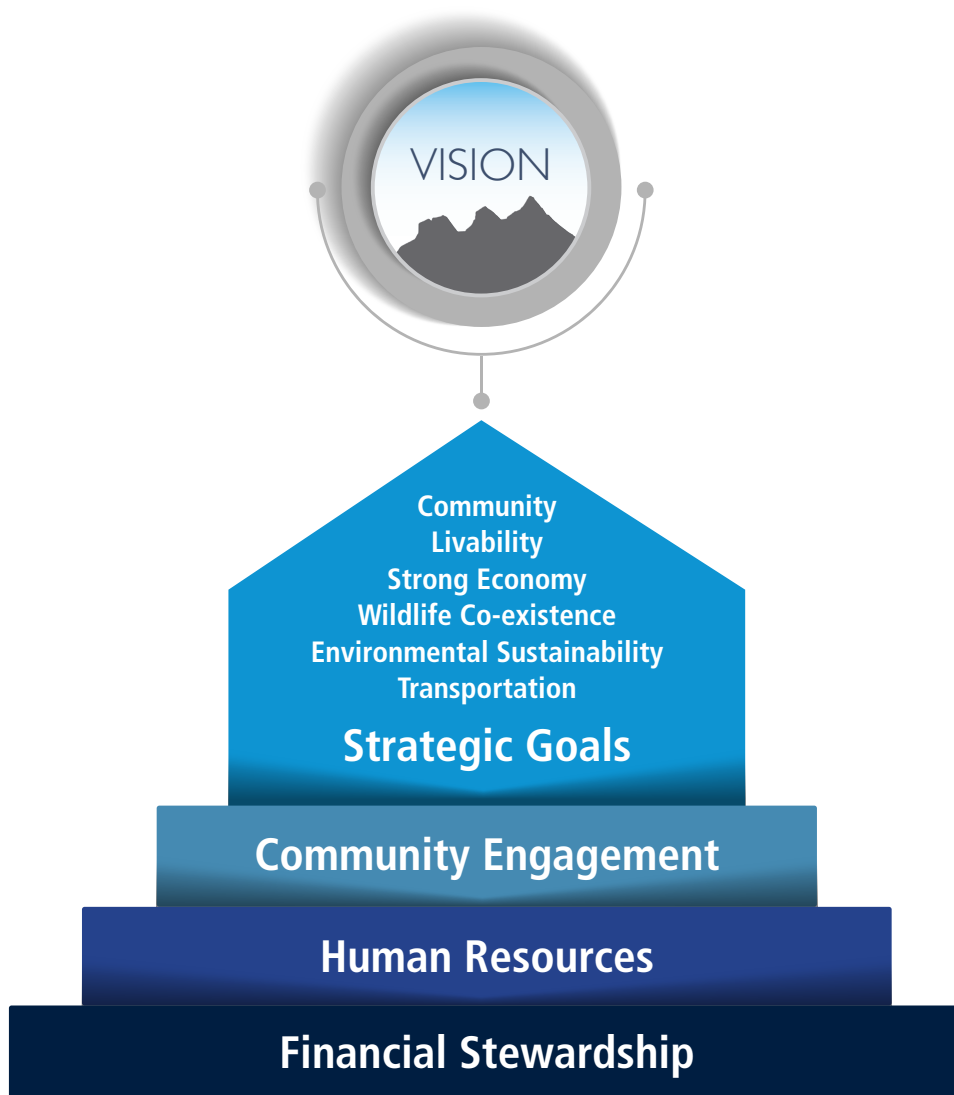 VISION
Community
Livability
Strong Economy
Wildlife Co-existence
Environmental Sustainability
Transportation
Strategic Goals
Community Engagement
Human Resources
Financial Stewardship